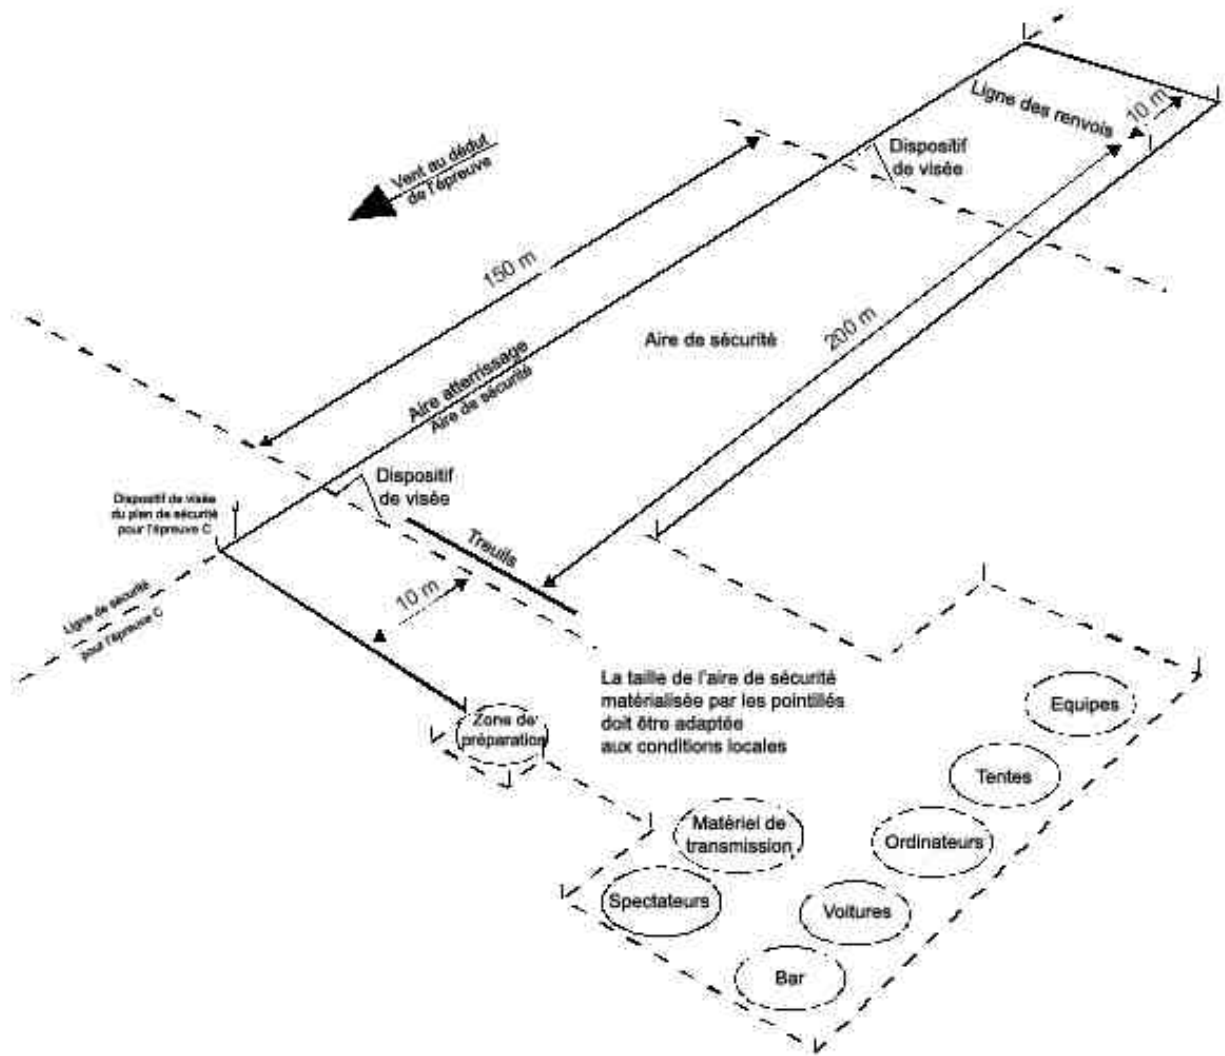 Ligne des renvois
10 m
Dispositif
de visée
Vent au dédut
de l'épreuve
150 m
200 m
Aire de sécurité
Aire atterrissage
Aire de sécurité
Dispositif
de visée
Dispositif de visée
du plan de sécurité
pour l'épreuve C
Treuils
10 m
Ligne de sécurité
pour l'épreuve C
La taille de l'aire de sécurité
matérialisée par les pointillés
doit être adaptée
aux conditions locales
Zone de
préparation
Equipes
Tentes
Matériel de
transmission
Ordinateurs
Spectateurs
Voitures
Bar